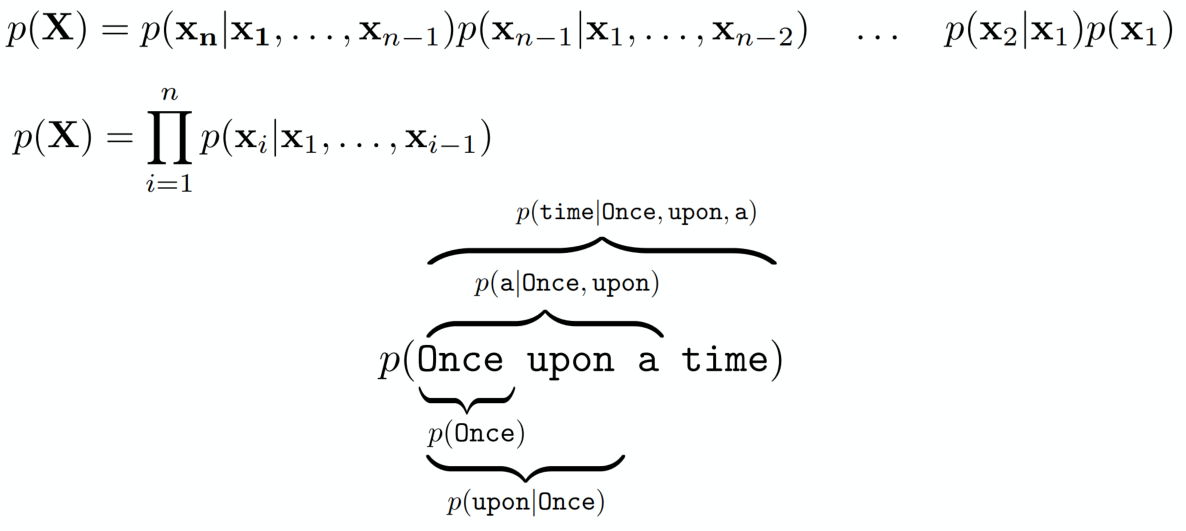 p(X) = p(xₙ|x₁, . . . , xₙ₋₁)p(xₙ₋₁|x₁, . . . , xₙ₋₂) . . . p(x₂|x₁)p(x₁)
p(X) = ∏ᵢ₌₁ⁿ p(xᵢ|x₁, . . . , xᵢ₋₁)
p(time|Once, upon, a)
p(a|Once, upon)
p(Once upon a time)
p(Once)
p(upon|Once)